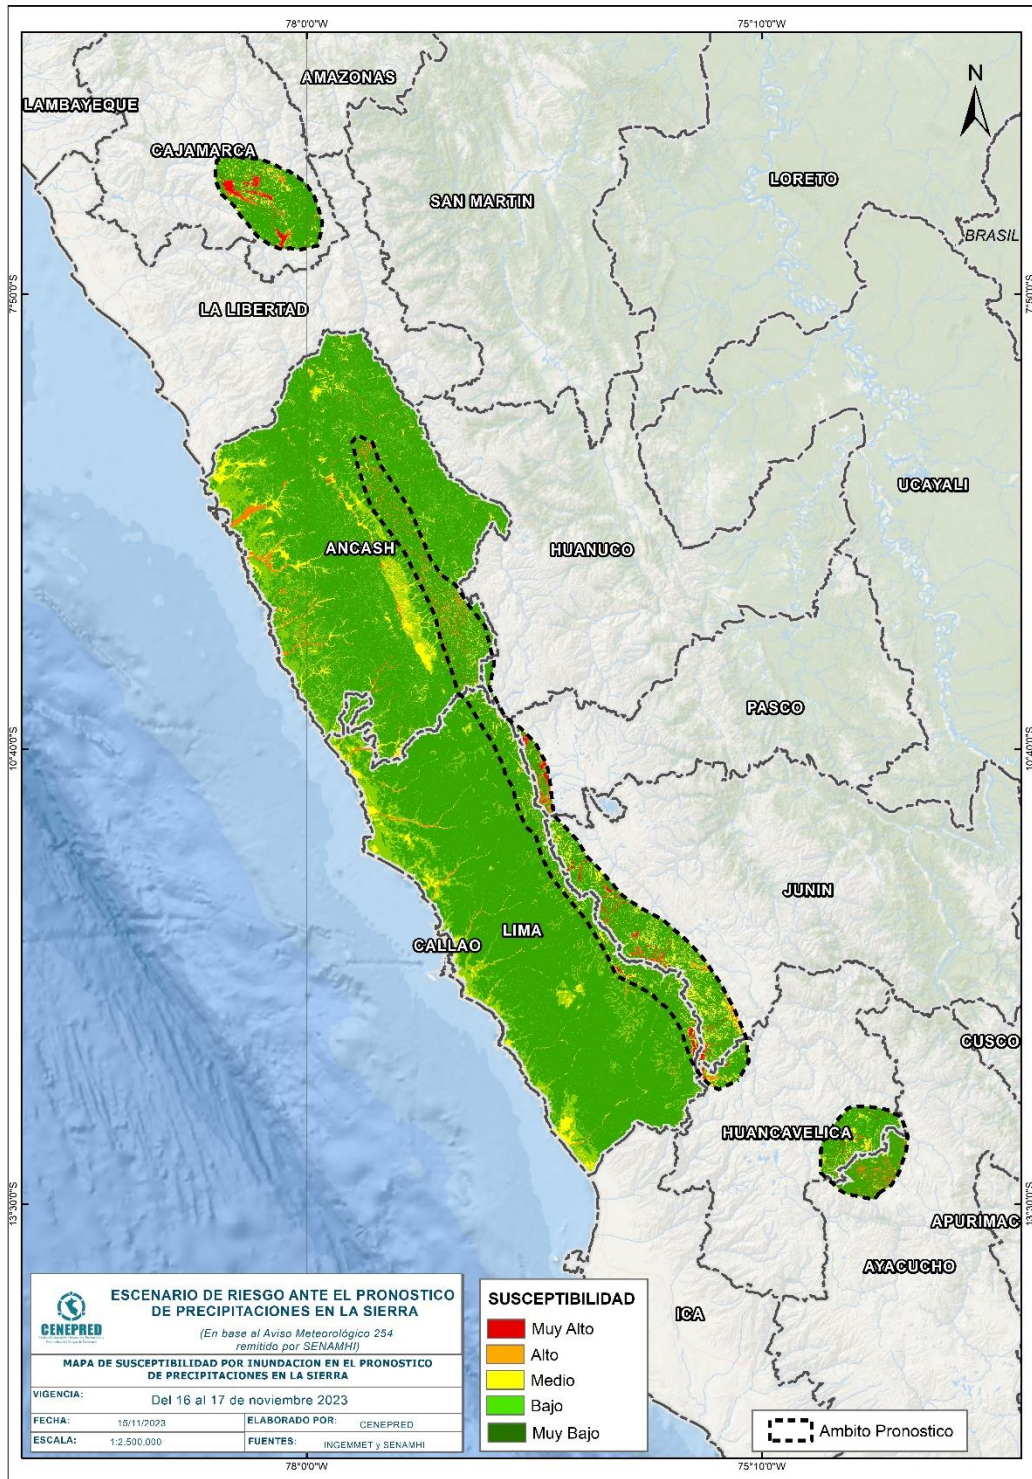 78°0'0"W
75°10'0"W
AMAZONAS
LAMBAYEQUE
N
CAJAMARCA
LORETO
SAN MARTIN
BRASIL
7°50'0"S
7°50'0"S
LA LIBERTAD
UCAYALI
ANCASH
HUANUCO
PASCO
10°40'0"S
10°40'0"S
JUNIN
LIMA
CALLAO
CUSCO
HUANCAVELICA
13°30'0"S
13°30'0"S
APURIMAC
AYACUCHO
ICA
CENEPRED
ESCENARIO DE RIESGO ANTE EL PRONOSTICO
DE PRECIPITACIONES EN LA SIERRA
(En base al Aviso Meteorológico 254
remitido por SENAMHI)
MAPA DE SUSCEPTIBILIDAD POR INUNDACION EN EL PRONOSTICO
DE PRECIPITACIONES EN LA SIERRA
VIGENCIA: Del 16 al 17 de noviembre 2023
FECHA: 15/11/2023 ELABORADO POR: CENEPRED
ESCALA: 1:2,500,000 FUENTES: INGEMMET y SENAMHI
SUSCEPTIBILIDAD
Muy Alto
Alto
Medio
Bajo
Muy Bajo
Ambito Pronostico
78°0'0"W
75°10'0"W